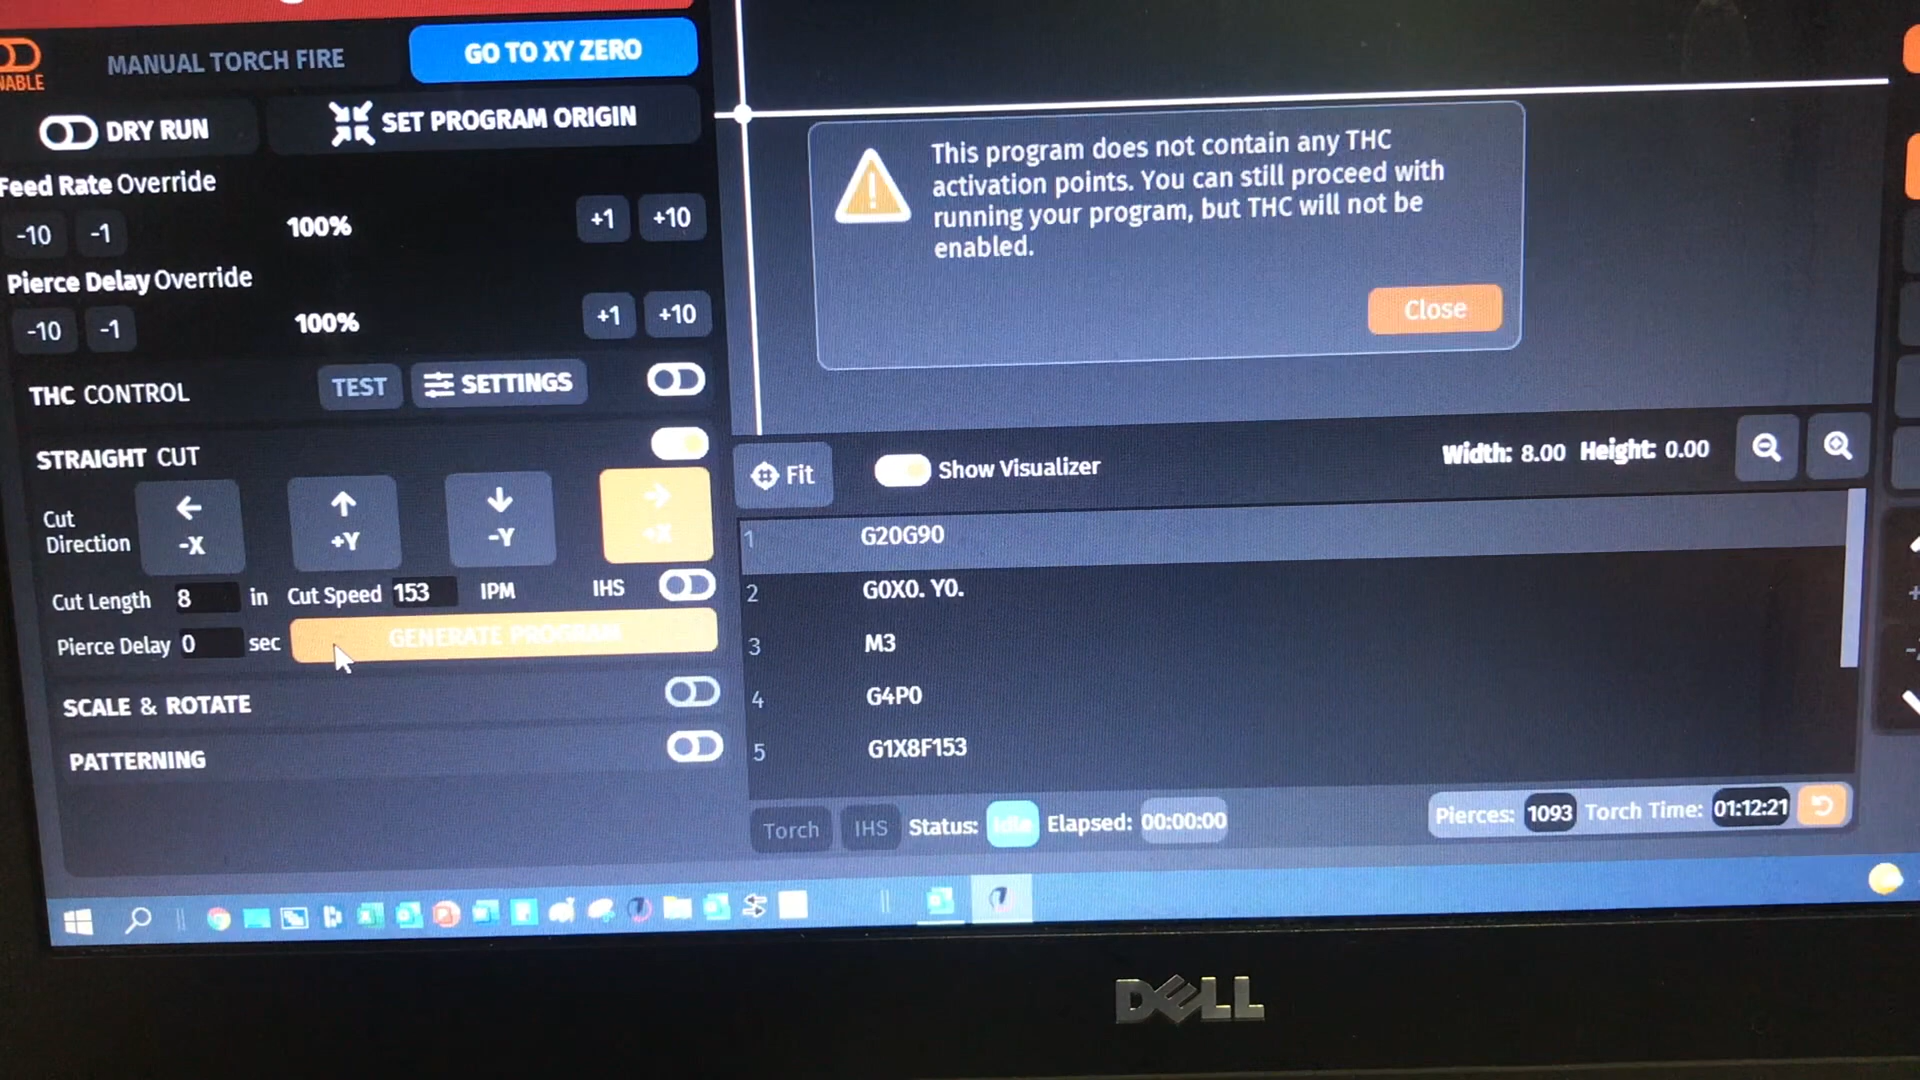 NABLE
MANUAL TORCH FIRE
GO TO XY ZERO
DRY RUN
SET PROGRAM ORIGIN
Feed Rate Override
-10
-1
100%
+1
+10
Pierce Delay Override
-10
-1
100%
+1
+10
THC CONTROL
TEST
SETTINGS
STRAIGHT CUT
Cut
Direction
← -X
↑ +Y
↓ -Y
→ +X
Cut Length 8 in Cut Speed 153 IPM IHS
Pierce Delay 0 sec
GENERATE PROGRAM
SCALE & ROTATE
PATTERNING
This program does not contain any THC
activation points. You can still proceed with
running your program, but THC will not be
enabled.
Close
Fit
Show Visualizer
Width: 8.00 Height: 0.00
1 G20G90
2 G0X0. Y0.
3 M3
4 G4P0
5 G1X8F153
Torch
IHS
Status: Idle Elapsed: 00:00:00
Pierces: 1093 Torch Time: 01:12:21
DELL